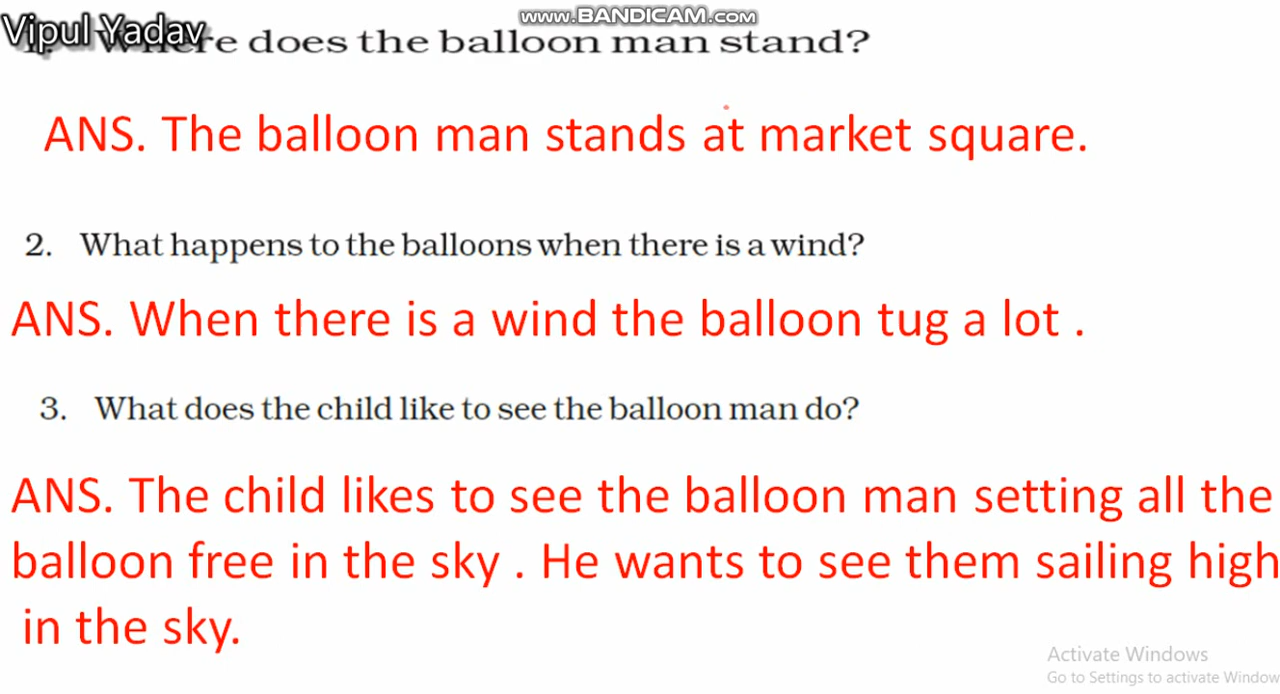 www.BANDICAM.com
Vipul Yadav
Where does the balloon man stand?
ANS. The balloon man stands at market square.
2. What happens to the balloons when there is a wind?
ANS. When there is a wind the balloon tug a lot .
3. What does the child like to see the balloon man do?
ANS. The child likes to see the balloon man setting all the
balloon free in the sky . He wants to see them sailing high
in the sky.
Activate Windows
Go to Settings to activate Window